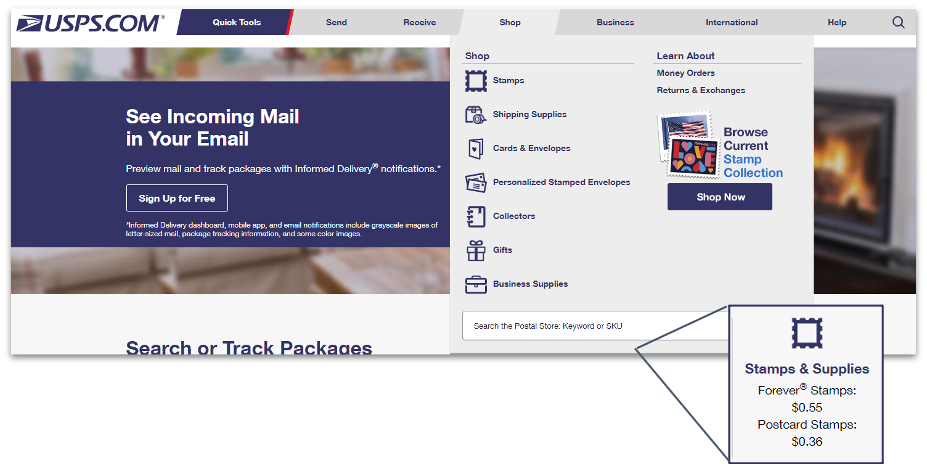 USPS.COM®
Quick Tools
Send
Receive
Shop
Business
International
Help
See Incoming Mail
in Your Email
Preview mail and track packages with Informed Delivery® notifications.*
Sign Up for Free
*Informed Delivery dashboard, mobile app, and email notifications include grayscale images of
letter-sized mail, package tracking information, and some color images.
Search or Track Packages
Shop
Stamps
Shipping Supplies
Cards & Envelopes
Personalized Stamped Envelopes
Collectors
Gifts
Business Supplies
Learn About
Money Orders
Returns & Exchanges
Browse
Current
Stamp
Collection
Shop Now
Search the Postal Store: Keyword or SKU
Stamps & Supplies
Forever® Stamps:
$0.55
Postcard Stamps:
$0.36